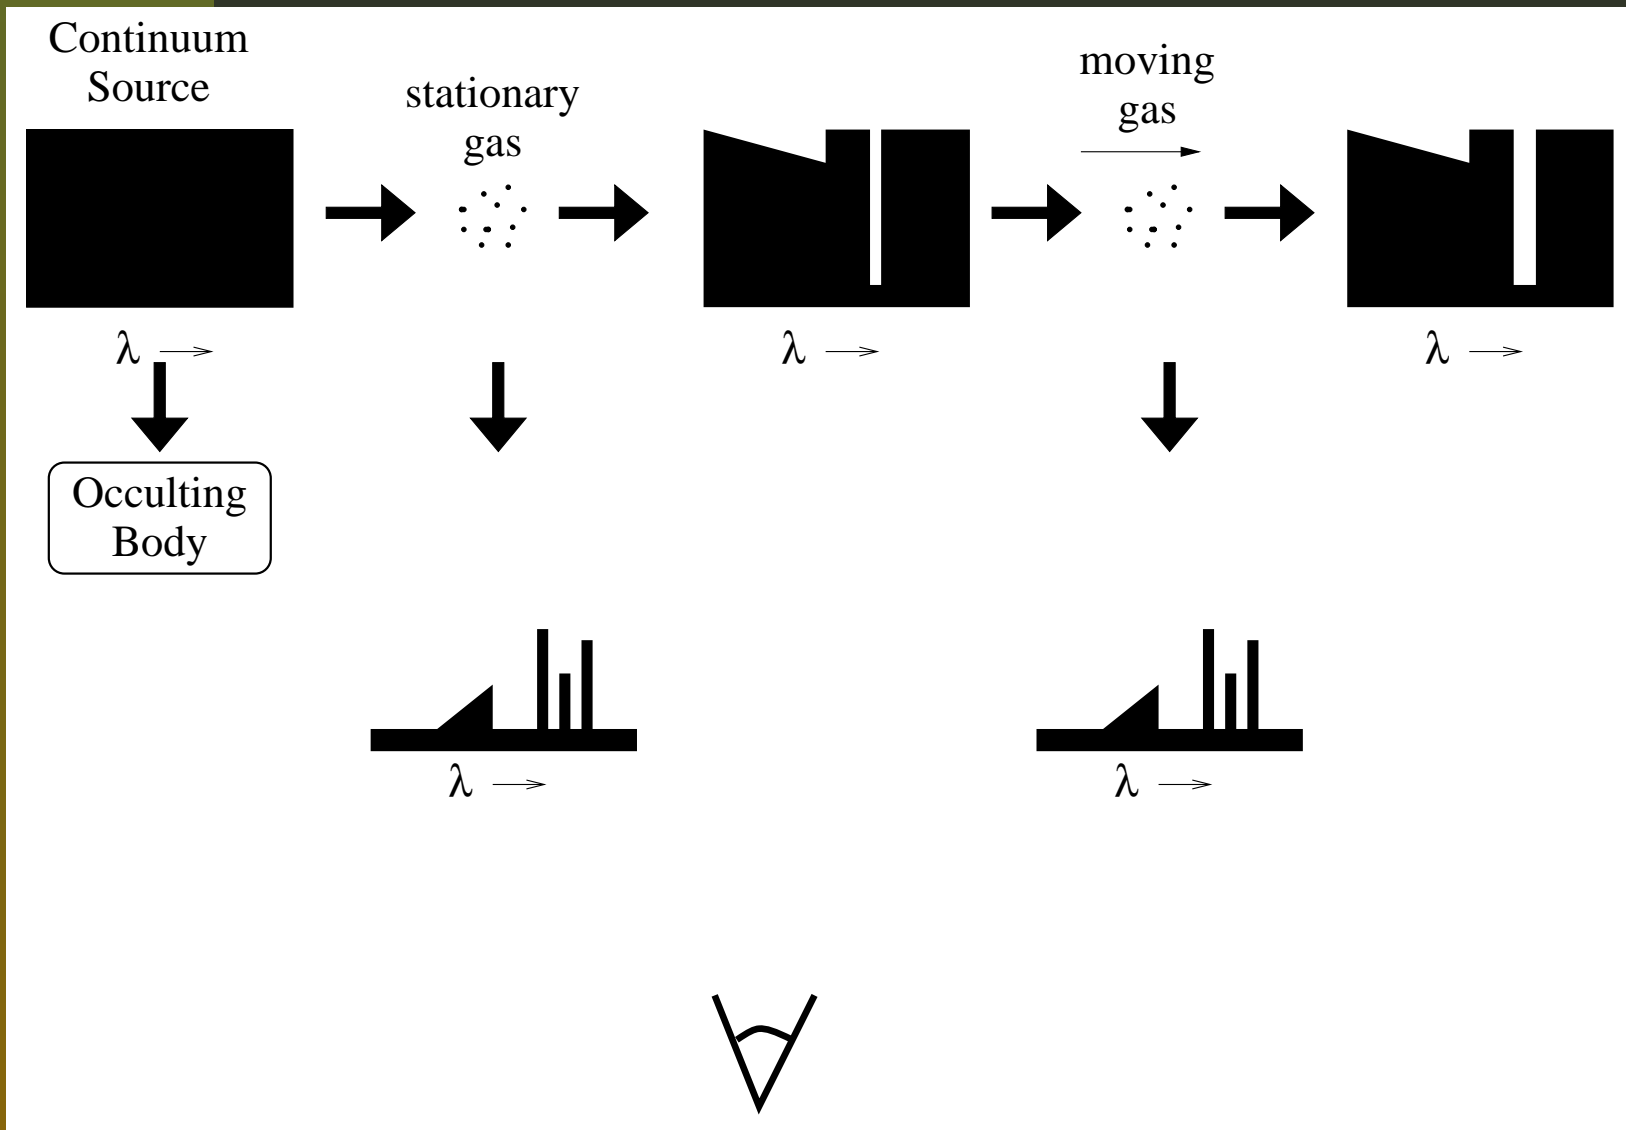 Continuum
Source
stationary
gas
moving
gas
λ
λ
λ
Occulting
Body
λ
λ